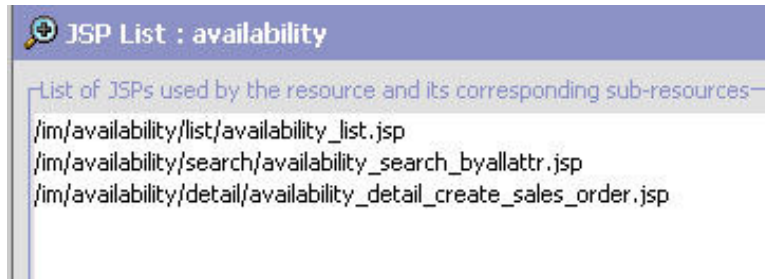 JSP List : availability
List of JSPs used by the resource and its corresponding sub-resources
/im/availability/list/availability_list.jsp
/im/availability/search/availability_search_byallattr.jsp
/im/availability/detail/availability_detail_create_sales_order.jsp